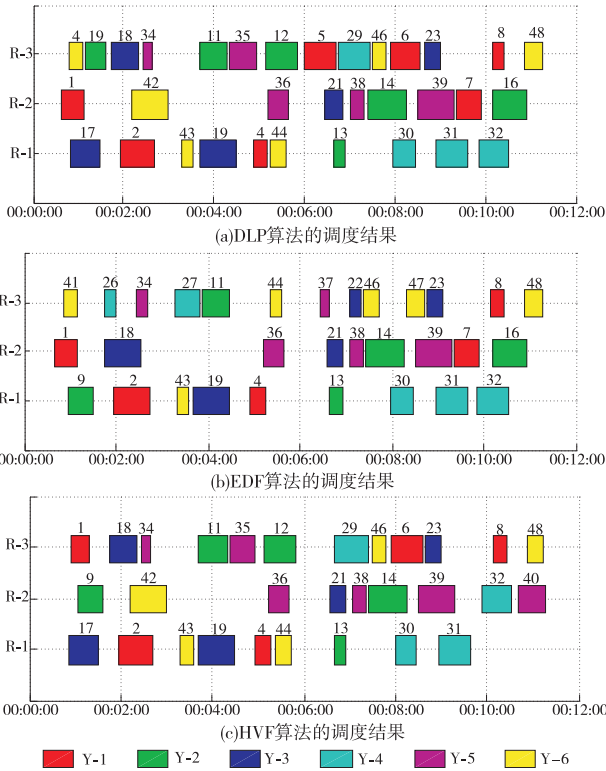 34 48
4 19 18 11 35 12 5 29 46 6 23 8
R-3
1 42 36 21 38 14 39 7 16
R-2
17 2 43 19 4 44 13 30 31 32
R-1
00:00:00 00:02:00 00:04:00 00:06:00 00:08:00 00:10:00 00:12:00
(a)DLP算法的调度结果
41 26 34 27 11 44 37 22 46 47 23 8 48
R-3
1 18 36 21 38 14 39 7 16
R-2
9 2 43 19 4 13 30 31 32
R-1
00:00:00 00:02:00 00:04:00 00:06:00 00:08:00 00:10:00 00:12:00
(b)EDF算法的调度结果
1 18 34 11 35 12 29 46 6 23 8 48
R-3
9 42 36 21 38 14 39 32 40
R-2
17 2 43 19 4 44 13 30 31
R-1
00:00:00 00:02:00 00:04:00 00:06:00 00:08:00 00:10:00 00:12:00
(c)HVF算法的调度结果
Y-1 Y-2 Y-3 Y-4 Y-5 Y-6